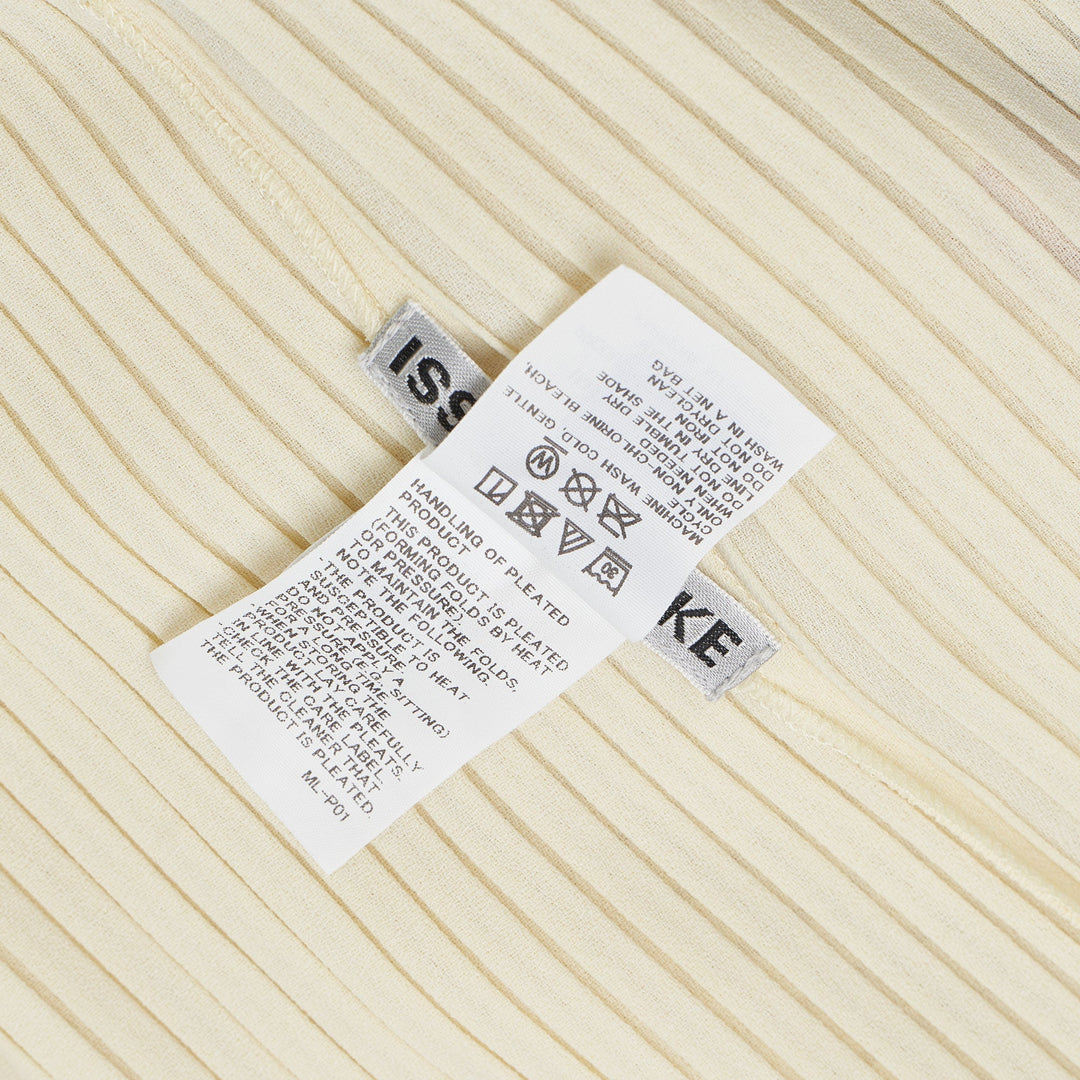 ISS
KE
MACHINE WASH COLD, GENTLE
CYCLE NON-CHLORINE BLEACH,
ONLY NEEDED
WHEN NOT TUMBLE DRY
LINE DRY IN THE SHADE
DO NOT IRON
DO NOT DRYCLEAN
WASH IN A NET BAG
W
30
HANDLING OF PLEATED
PRODUCT
THIS PRODUCT IS PLEATED
(FORMING FOLDS BY HEAT
OR PRESSURE)
TO MAINTAIN THE FOLDS,
NOTE THE FOLLOWING.
-THE PRODUCT IS
SUSCEPTIBLE TO HEAT
AND PRESSURE.
DO NOT APPLY A
PRESSURE (E.G. SITTING)
FOR A LONG TIME.
-WHEN STORING THE
PRODUCT, LAY CAREFULLY
IN LINE WITH THE PLEATS.
-CHECK THE CARE LABEL.
TELL THE CLEANER THAT
THE PRODUCT IS PLEATED.
ML-P01